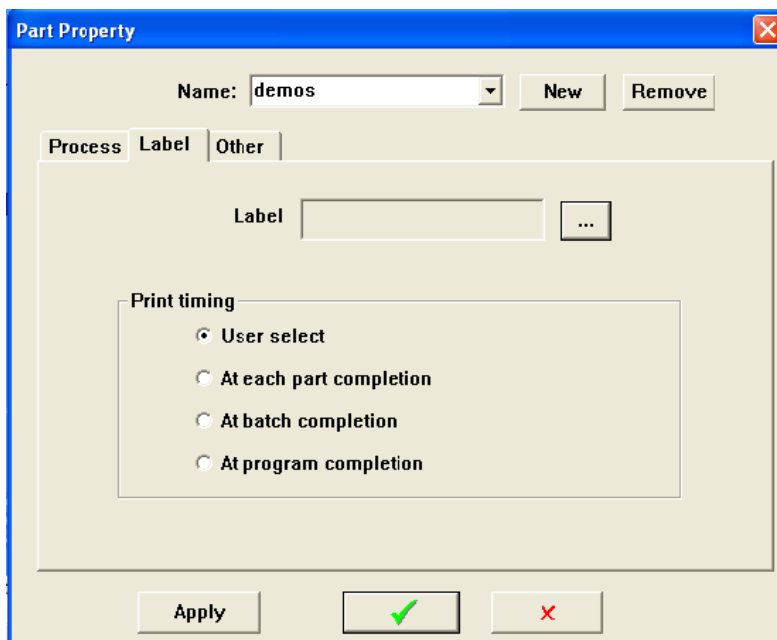 Part Property
Name: demos New Remove
Process Label Other
Label ...
Print timing
User select
At each part completion
At batch completion
At program completion
Apply